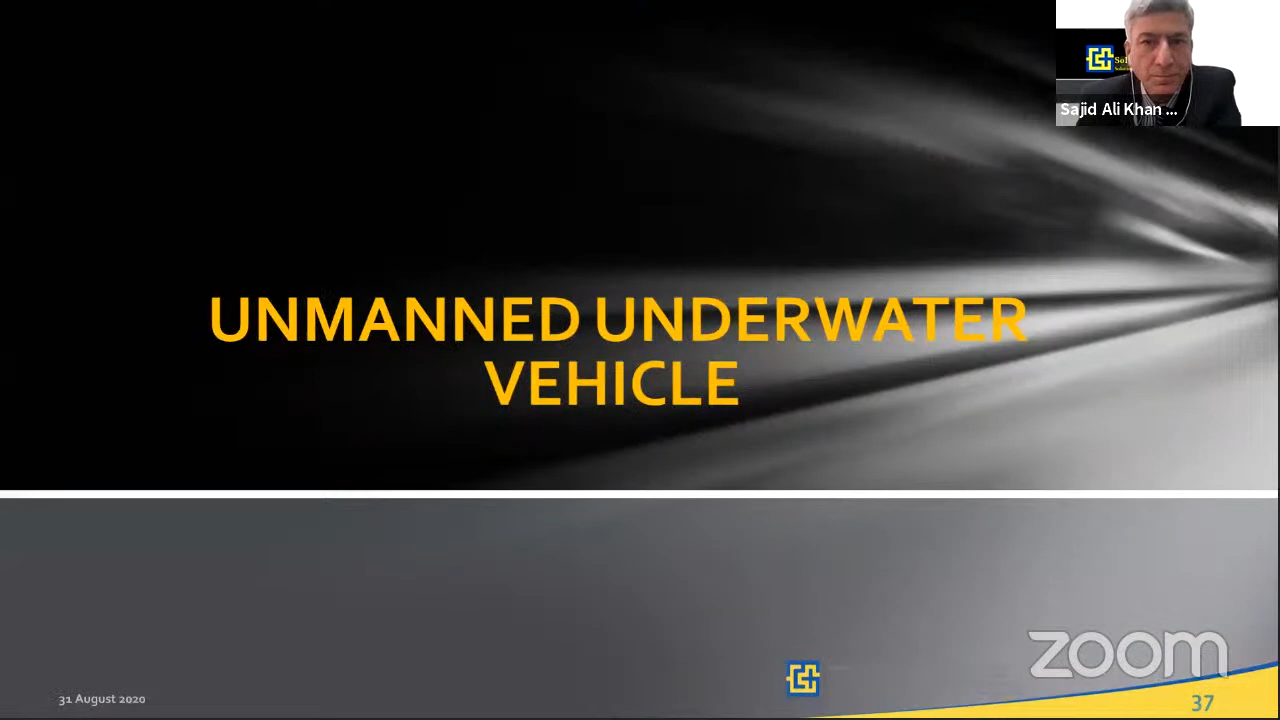 Sajid Ali Khan ...
UNMANNED UNDERWATER
VEHICLE
zoom
31 August 2020
37